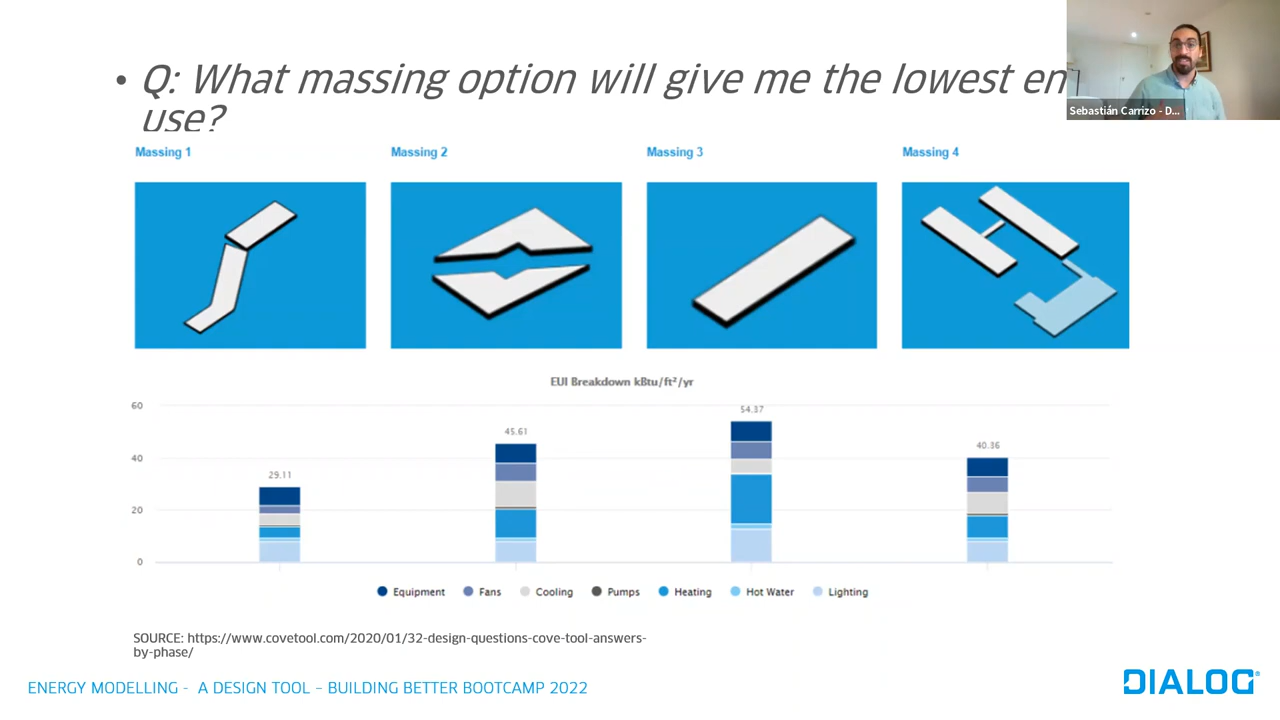 • Q: What massing option will give me the lowest en
use?
Sebastián Carrizo - D...
Massing 1
Massing 2
Massing 3
Massing 4
EUI Breakdown kBtu/ft²/yr
60
40
20
0
29.11
45.61
54.37
40.36
Equipment Fans Cooling Pumps Heating Hot Water Lighting
SOURCE: https://www.covetool.com/2020/01/32-design-questions-cove-tool-answers-
by-phase/
ENERGY MODELLING - A DESIGN TOOL – BUILDING BETTER BOOTCAMP 2022
DIALOG®